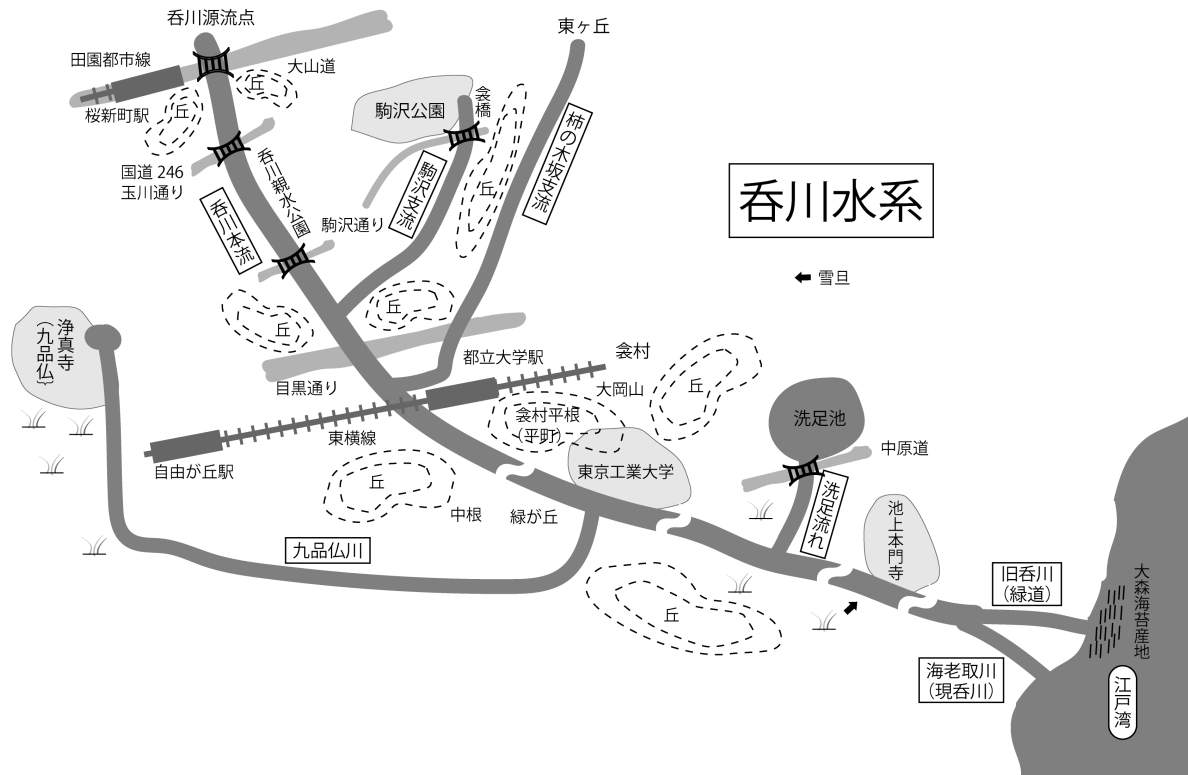 呑川源流点
田園都市線
丘
大山道
桜新町駅
丘
国道 246
玉川通り
呑川親水公園
呑川本流
駒沢公園
衾橋
駒沢支流
駒沢通り
東ヶ丘
柿の木坂支流
丘
呑川水系
雪旦
浄真寺
（九品仏）
丘
丘
目黒通り
都立大学駅
衾村
大岡山
丘
衾村平根
（平町）
東横線
自由が丘駅
丘
中根
緑が丘
東京工業大学
洗足池
中原道
洗足流れ
池上本門寺
九品仏川
丘
旧呑川
（緑道）
大森海苔産地
海老取川
（現呑川）
江戸湾